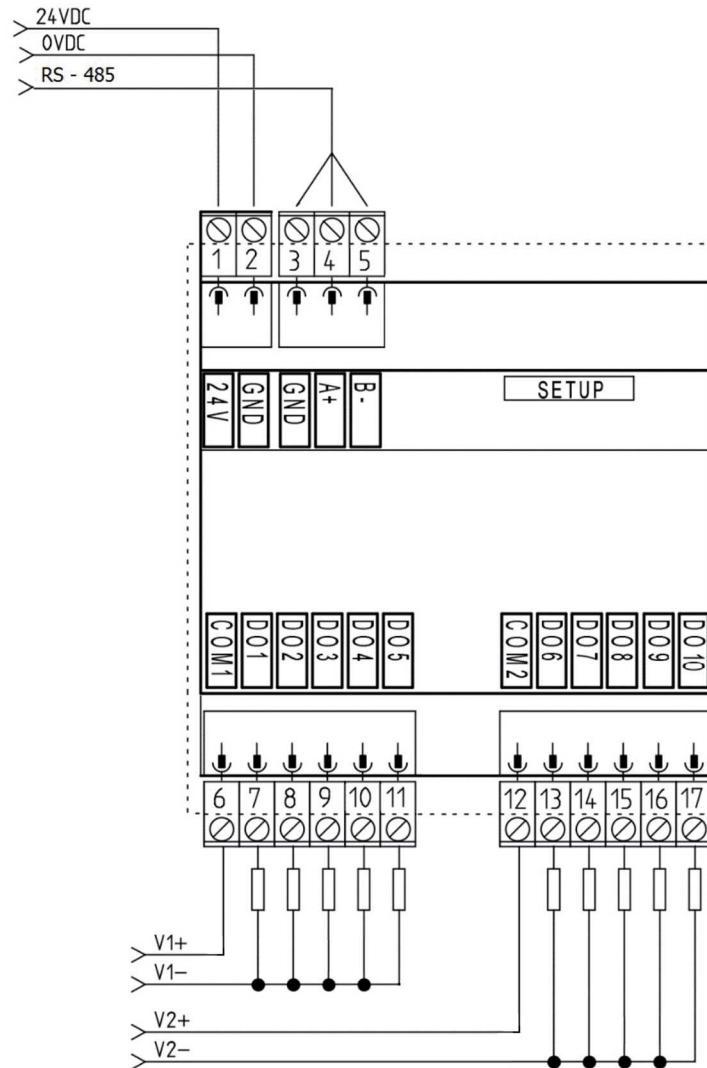 24VDC
0VDC
RS - 485
1 2 3 4 5
24V GND GND A+ B-
SETUP
COM1 DO1 DO2 DO3 DO4 DO5 COM2 DO6 DO7 DO8 DO9 DO10
6 7 8 9 10 11 12 13 14 15 16 17
V1+
V1-
V2+
V2-